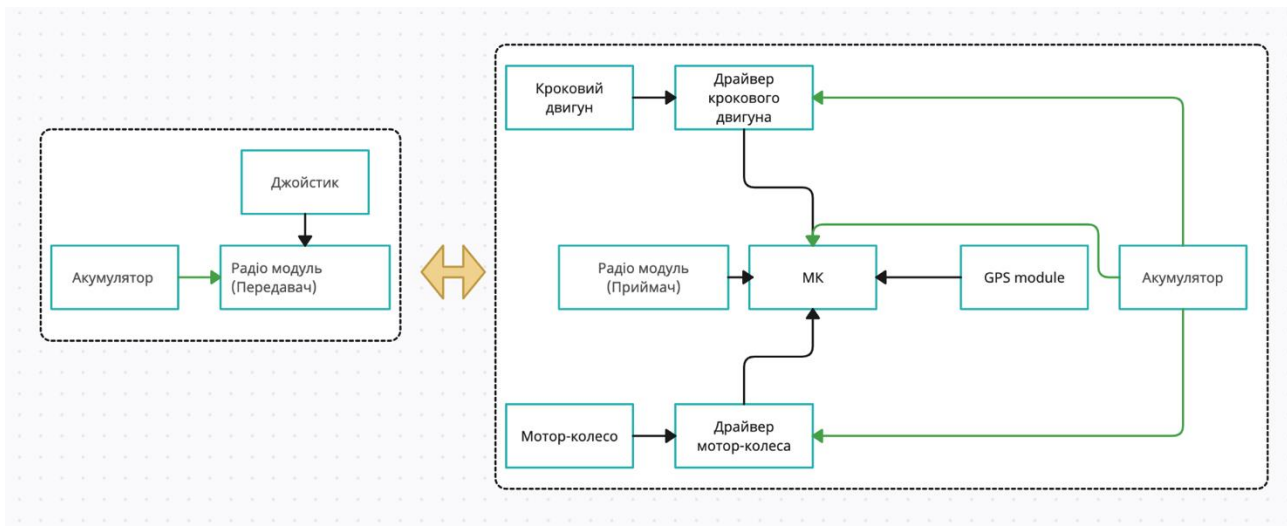 Джойстик
Акумулятор
Радіо модуль
(Передавач)
Кроковий
двигун
Драйвер
крокового
двигуна
Радіо модуль
(Приймач)
МК
GPS module
Акумулятор
Мотор-колесо
Драйвер
мотор-колеса